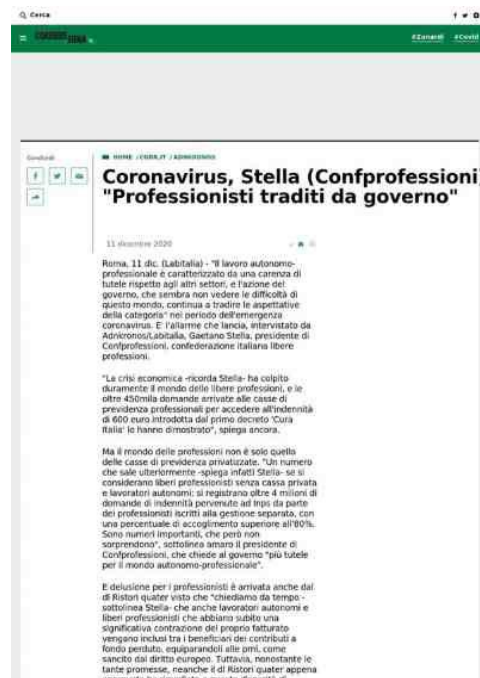 Cerca
#Zanardi #Covid
Condividi
HOME / CORR.IT / ADNKRONOS
Coronavirus, Stella (Confprofessioni)
"Professionisti traditi da governo"
11 dicembre 2020
Roma, 11 dic. (Labitalia) - "Il lavoro autonomo-
professionale è caratterizzato da una carenza di
tutele rispetto agli altri settori, e l'azione del
governo, che sembra non vedere le difficoltà di
questo mondo, continua a tradire le aspettative
della categoria" nel periodo dell'emergenza
coronavirus. E' l'allarme che lancia, intervistato da
Adnkronos/Labitalia, Gaetano Stella, presidente di
Confprofessioni, confederazione italiana libere
professioni.
"La crisi economica -ricorda Stella- ha colpito
duramente il mondo delle libere professioni, e le
oltre 450mila domande arrivate alle casse di
previdenza professionali per accedere all'indennità
di 600 euro introdotta dal primo decreto 'Cura
Italia' lo hanno dimostrato", spiega ancora.
Ma il mondo delle professioni non è solo quello
delle casse di previdenza privatizzate. "Un numero
che sale ulteriormente -spiega infatti Stella- se si
considerano liberi professionisti senza cassa privata
e lavoratori autonomi; si registrano oltre 4 milioni di
domande di indennità pervenute ad Inps da parte
dei professionisti iscritti alla gestione separata, con
una percentuale di accoglimento superiore all'80%.
Sono numeri importanti, che però non
sorprendono", sottolinea amaro il presidente di
Confprofessioni, che chiede al governo "più tutele
per il mondo autonomo-professionale".
E delusione per i professionisti è arrivata anche dal
dl Ristori quater visto che "chiediamo da tempo -
sottolinea Stella- che anche lavoratori autonomi e
liberi professionisti che abbiano subito una
significativa contrazione del proprio fatturato
vengano inclusi tra i beneficiari dei contributi a
fondo perduto, equiparandoli alle pmi, come
sancito dal diritto europeo. Tuttavia, nonostante le
tante promesse, neanche il dl Ristori quater appena